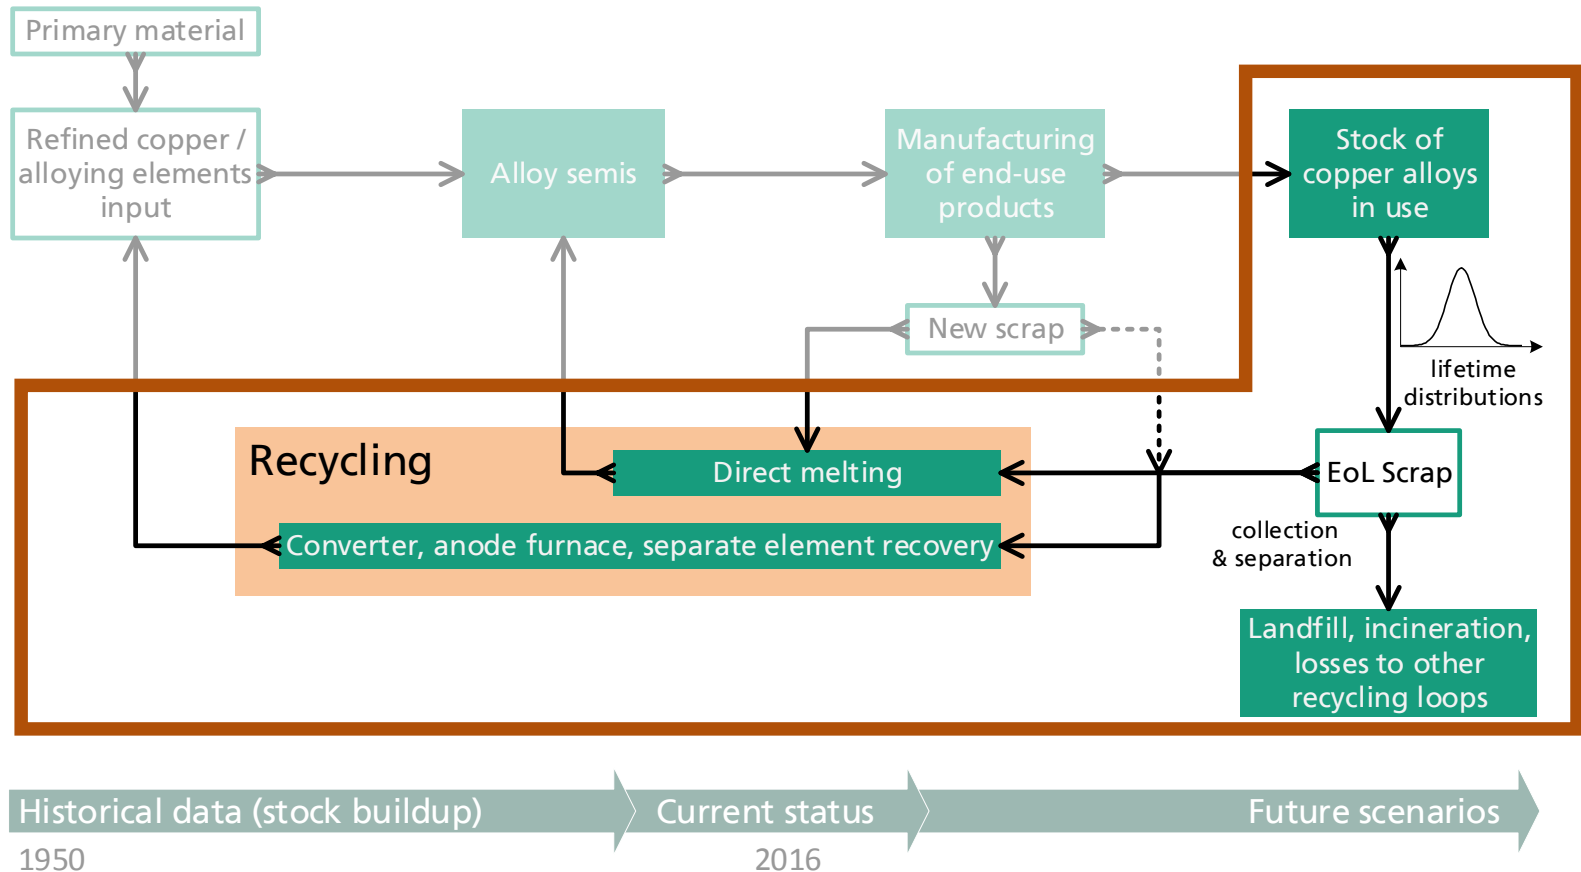 Primary material
Refined copper /
alloying elements
input
Alloy semis
Manufacturing
of end-use
products
Stock of
copper alloys
in use
New scrap
lifetime
distributions
Recycling
Direct melting
EoL Scrap
Converter, anode furnace, separate element recovery
collection
& separation
Landfill, incineration,
losses to other
recycling loops
Historical data (stock buildup)
Current status
Future scenarios
1950
2016